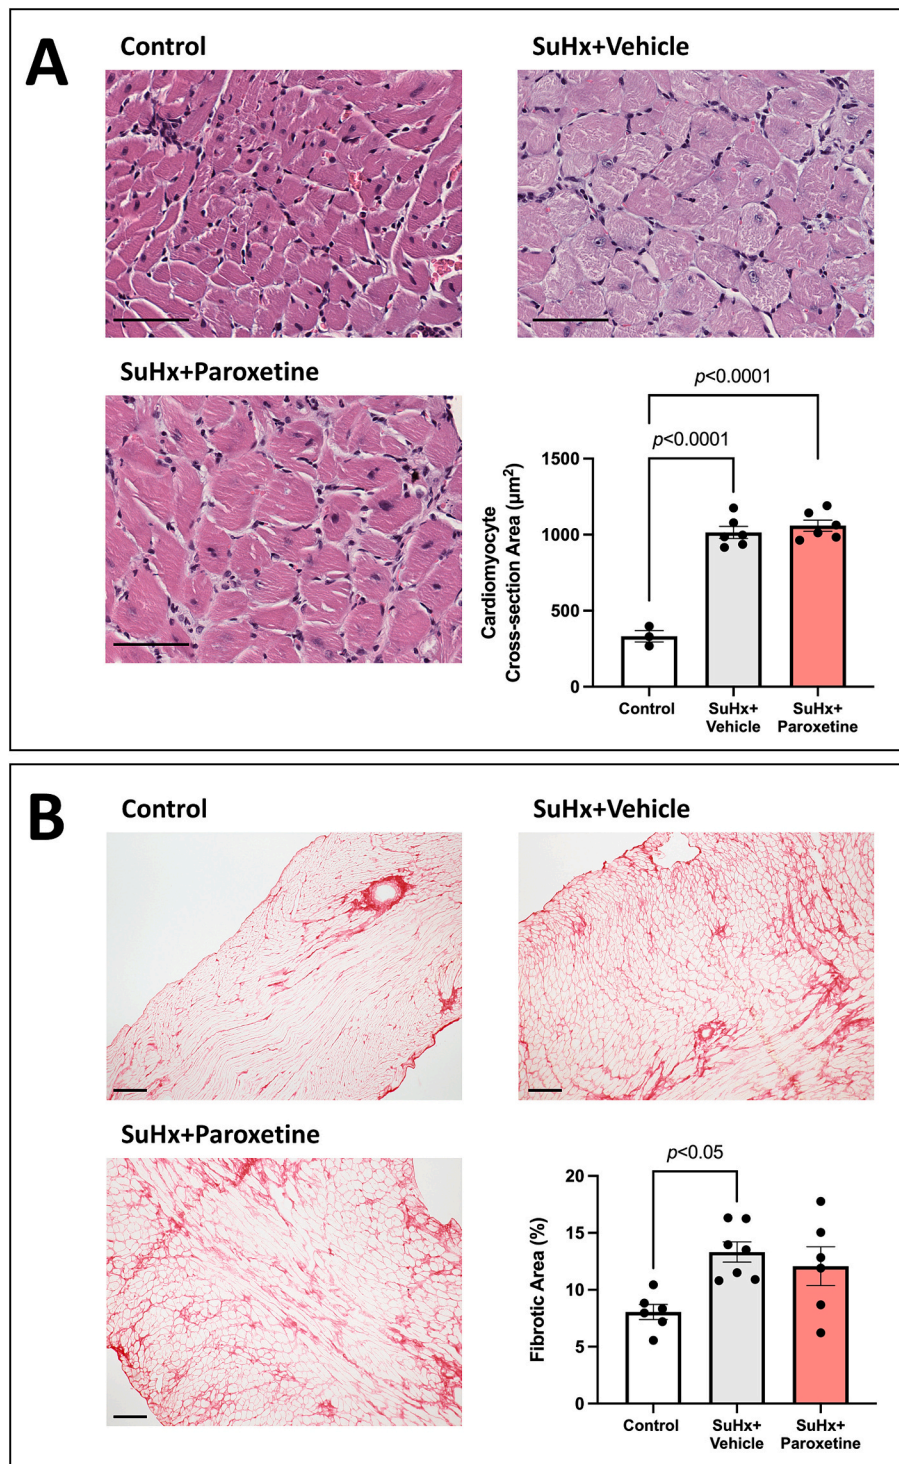 A
Control
SuHx+Vehicle
SuHx+Paroxetine
p<0.0001
p<0.0001
Cardiomyocyte
Cross-section Area (µm²)
1500
1000
500
0
Control
SuHx+
Vehicle
SuHx+
Paroxetine
B
Control
SuHx+Vehicle
SuHx+Paroxetine
p<0.05
Fibrotic Area (%)
20
15
10
5
0
Control
SuHx+
Vehicle
SuHx+
Paroxetine